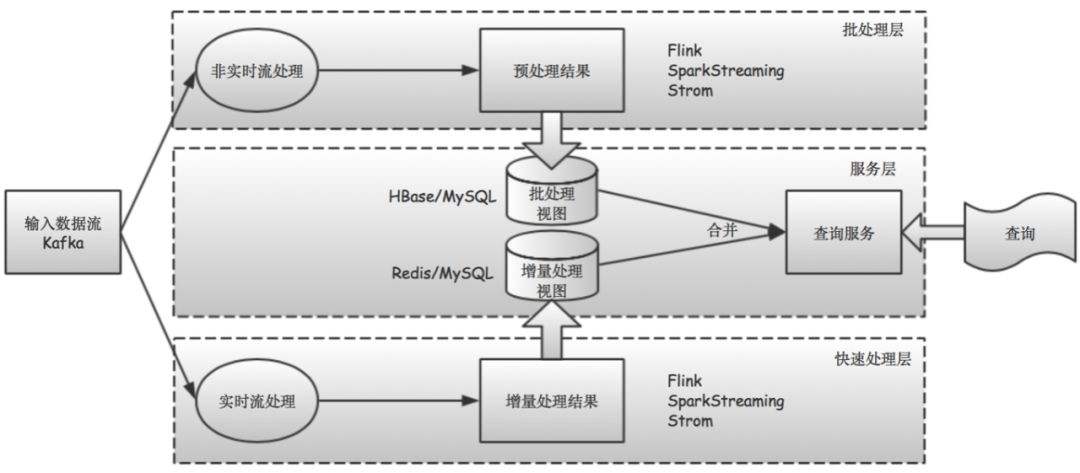 批处理层
非实时流处理
预处理结果
Flink
SparkStreaming
Strom
服务层
HBase/MySQL
批处理
视图
输入数据流
Kafka
合并
查询服务
查询
Redis/MySQL
增量处理
视图
快速处理层
实时流处理
增量处理结果
Flink
SparkStreaming
Strom